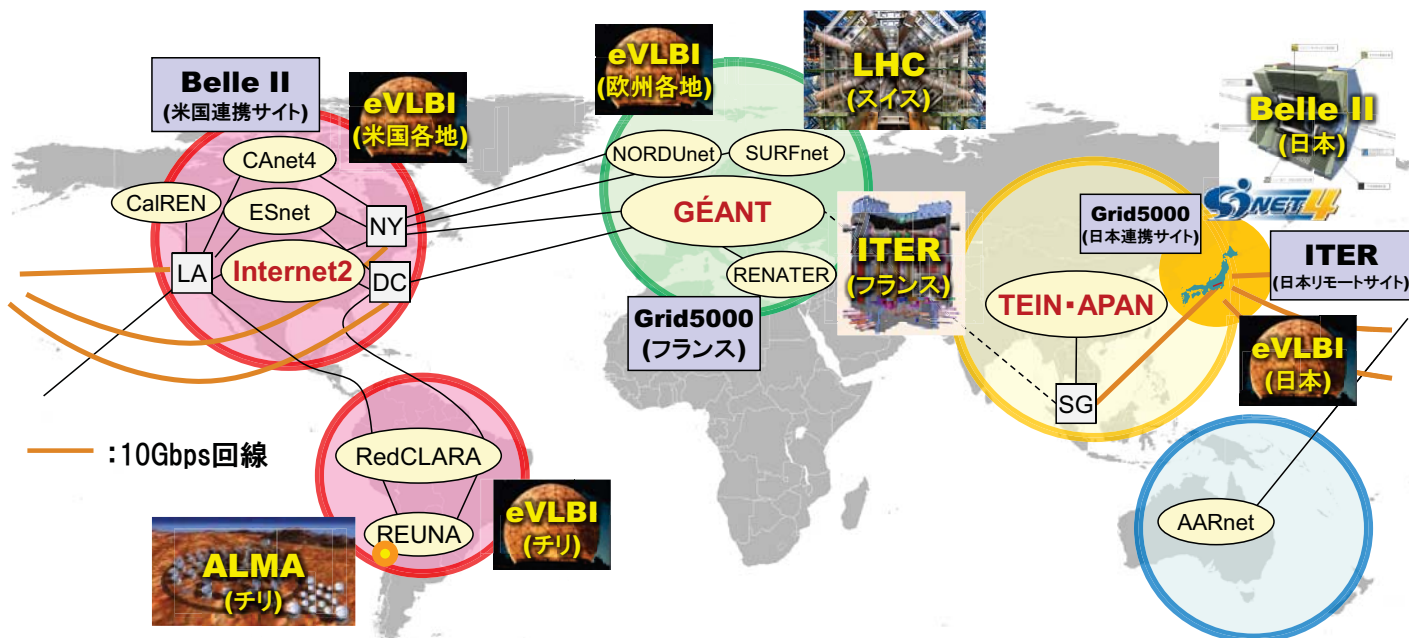 Belle II
(米国連携サイト)
eVLBI
(米国各地)
CAnet4
CalREN
ESnet
NY
LA
Internet2
DC
eVLBI
(欧州各地)
LHC
(スイス)
NORDUnet
SURFnet
GÉANT
RENATER
ITER
(フランス)
Grid5000
(フランス)
Belle II
(日本)
SINET4
Grid5000
(日本連携サイト)
ITER
(日本リモートサイト)
TEIN・APAN
eVLBI
(日本)
SG
:10Gbps回線
RedCLARA
REUNA
eVLBI
(チリ)
ALMA
(チリ)
AARnet